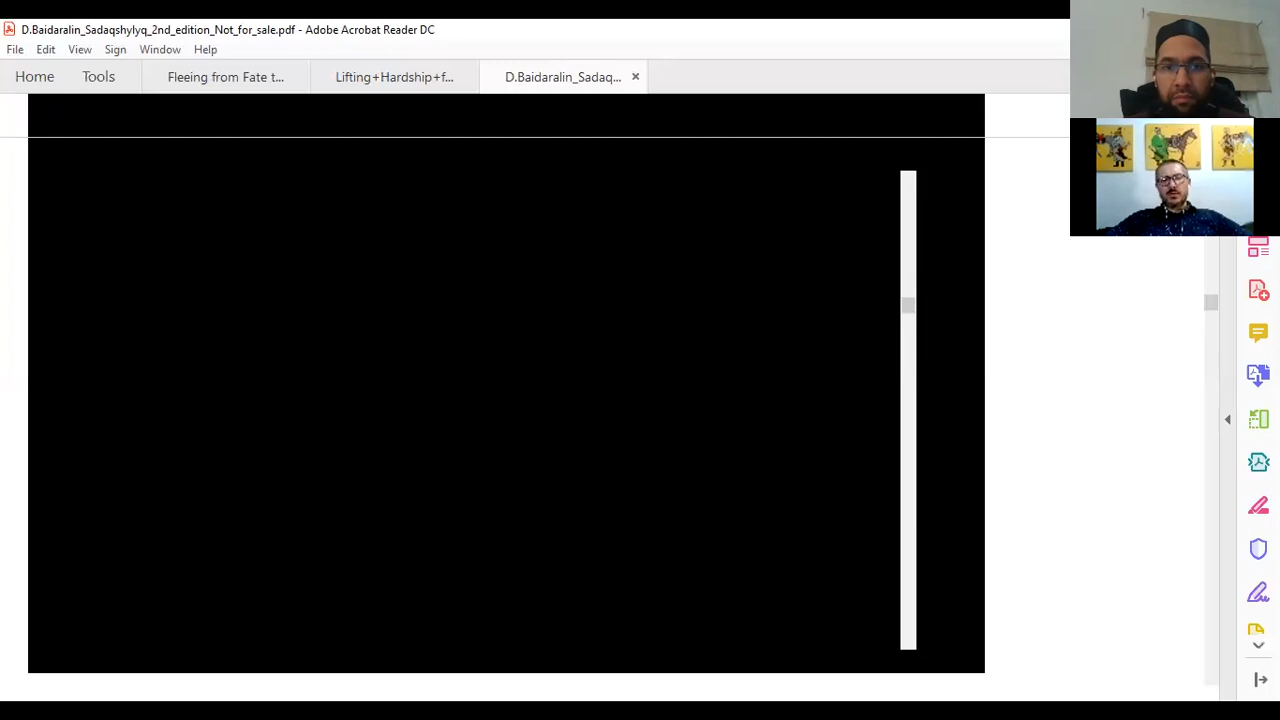 D.Baidaralin_Sadaqshylyq_2nd_edition_Not_for_sale.pdf - Adobe Acrobat Reader DC
File Edit View Sign Window Help
Home Tools Fleeing from Fate t... Lifting+Hardship+f... D.Baidaralin_Sadaq...